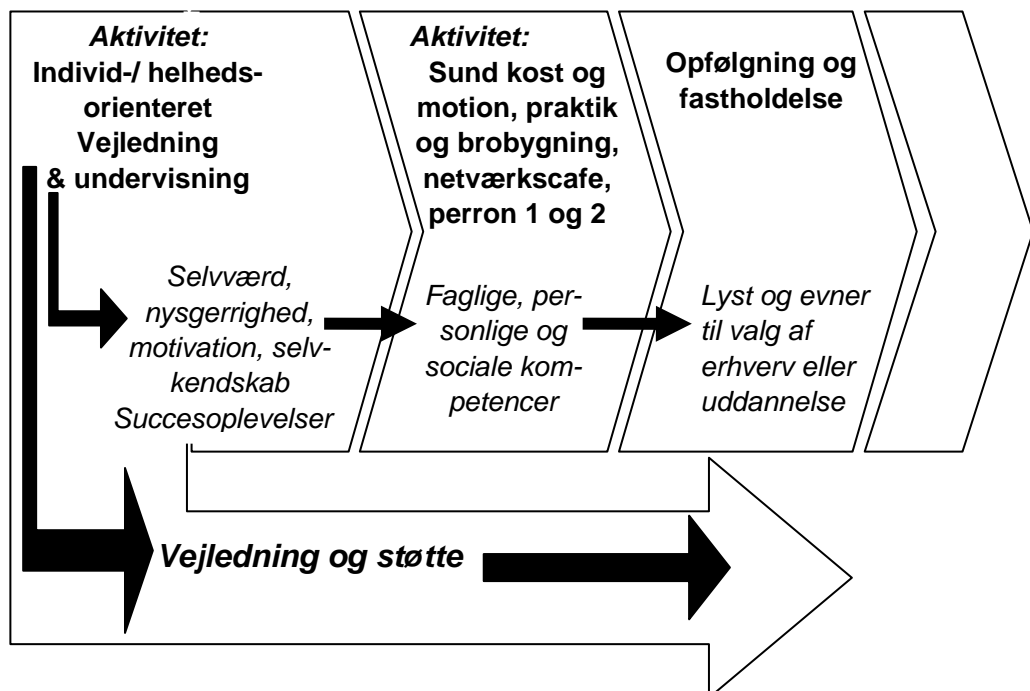 Aktivitet:
Individ-/ helheds-
orienteret
Vejledning
& undervisning
Selvværd,
nysgerrighed,
motivation, selv-
kendskab
Succesoplevelser
Aktivitet:
Sund kost og
motion, praktik
og brobygning,
netværkscafe,
perron 1 og 2
Faglige, per-
sonlige og
sociale kom-
petencer
Opfølgning og
fastholdelse
Lyst og evner
til valg af
erhverv eller
uddannelse
Vejledning og støtte